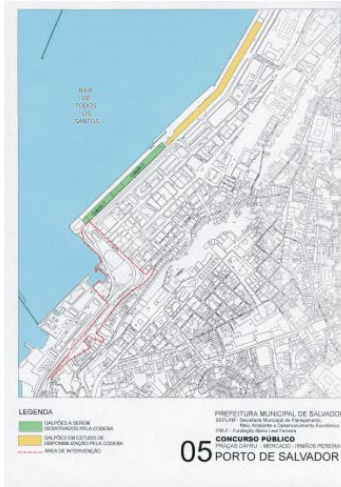 BAÍA
DE
TODOS
OS
SANTOS
LEGENDA
GALPÕES A SEREM
DESATIVADOS PELA CODEBA
GALPÕES EM ESTUDO DE
DISPONIBILIZAÇÃO PELA CODEBA
ÁREA DE INTERVENÇÃO
PREFEITURA MUNICIPAL DE SALVADOR
SEPLAM - Secretaria Municipal de Planejamento,
Meio Ambiente e Desenvolvimento Econômico
FMLF - Fundação Mario Leal Ferreira
CONCURSO PÚBLICO
PRAÇAS CAYRU - MERCADO - IRMÃOS PEREIRA
05 PORTO DE SALVADOR